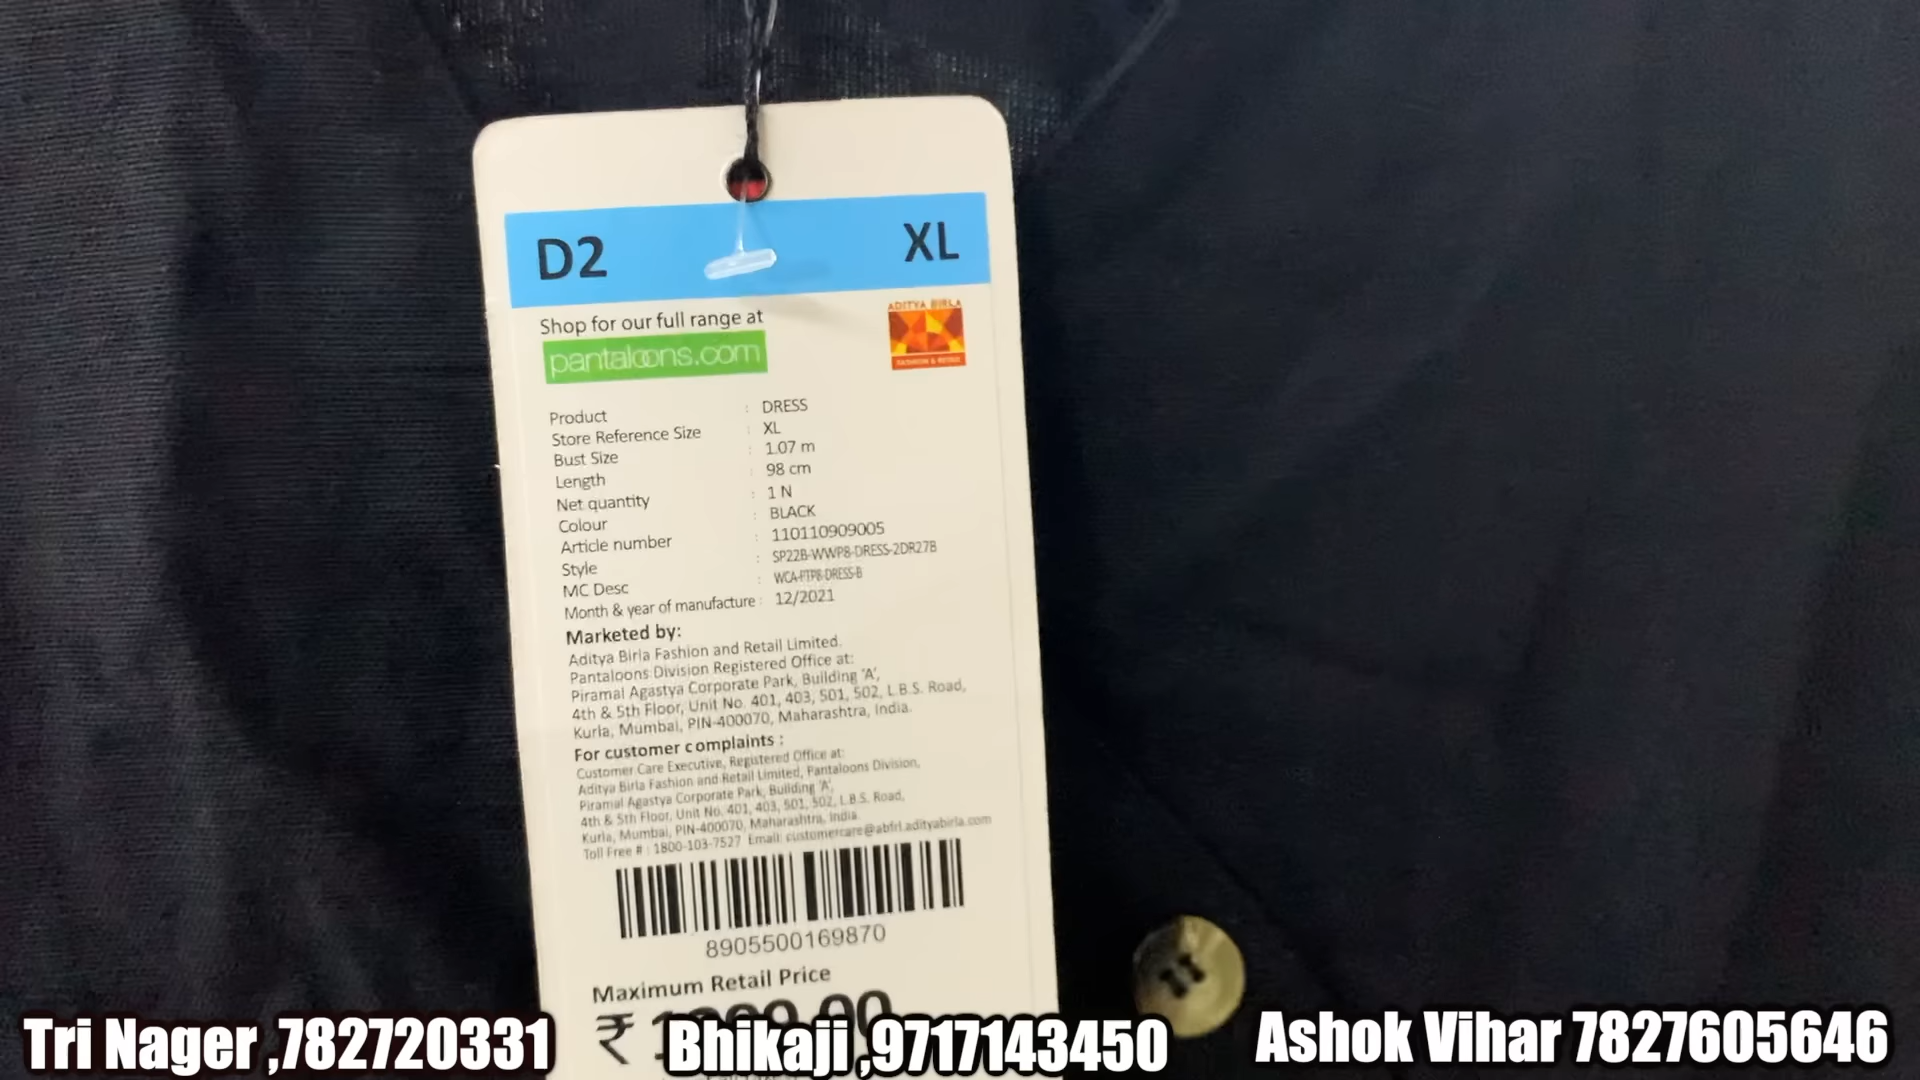 D2 XL
Shop for our full range at
pantaloons.com
ADITYA BIRLA
FASHION & RETAIL
Product : DRESS
Store Reference Size : XL
Bust Size : 1.07 m
Length : 98 cm
Net quantity : 1 N
Colour : BLACK
Article number : 110110909005
Style : SP22B-WWP8-DRESS-2DR27B
MC Desc : WCA-PTP8-DRESS-B
Month & year of manufacture : 12/2021
Marketed by:
Aditya Birla Fashion and Retail Limited.
Pantaloons Division Registered Office at:
Piramal Agastya Corporate Park, Building ‘A’,
4th & 5th Floor, Unit No. 401, 403, 501, 502, L.B.S. Road,
Kurla, Mumbai, PIN-400070, Maharashtra, India.
For customer complaints :
Customer Care Executive, Registered Office at:
Aditya Birla Fashion and Retail Limited, Pantaloons Division,
Piramal Agastya Corporate Park, Building ‘A’,
4th & 5th Floor, Unit No. 401, 403, 501, 502, L.B.S. Road,
Kurla, Mumbai, PIN-400070, Maharashtra, India
Toll Free # : 1800-103-7527 Email: customercare@abfrl.adityabirla.com
8905500169870
Maximum Retail Price
₹
Tri Nager ,782720331 Bhikaji ,9717143450 Ashok Vihar 7827605646